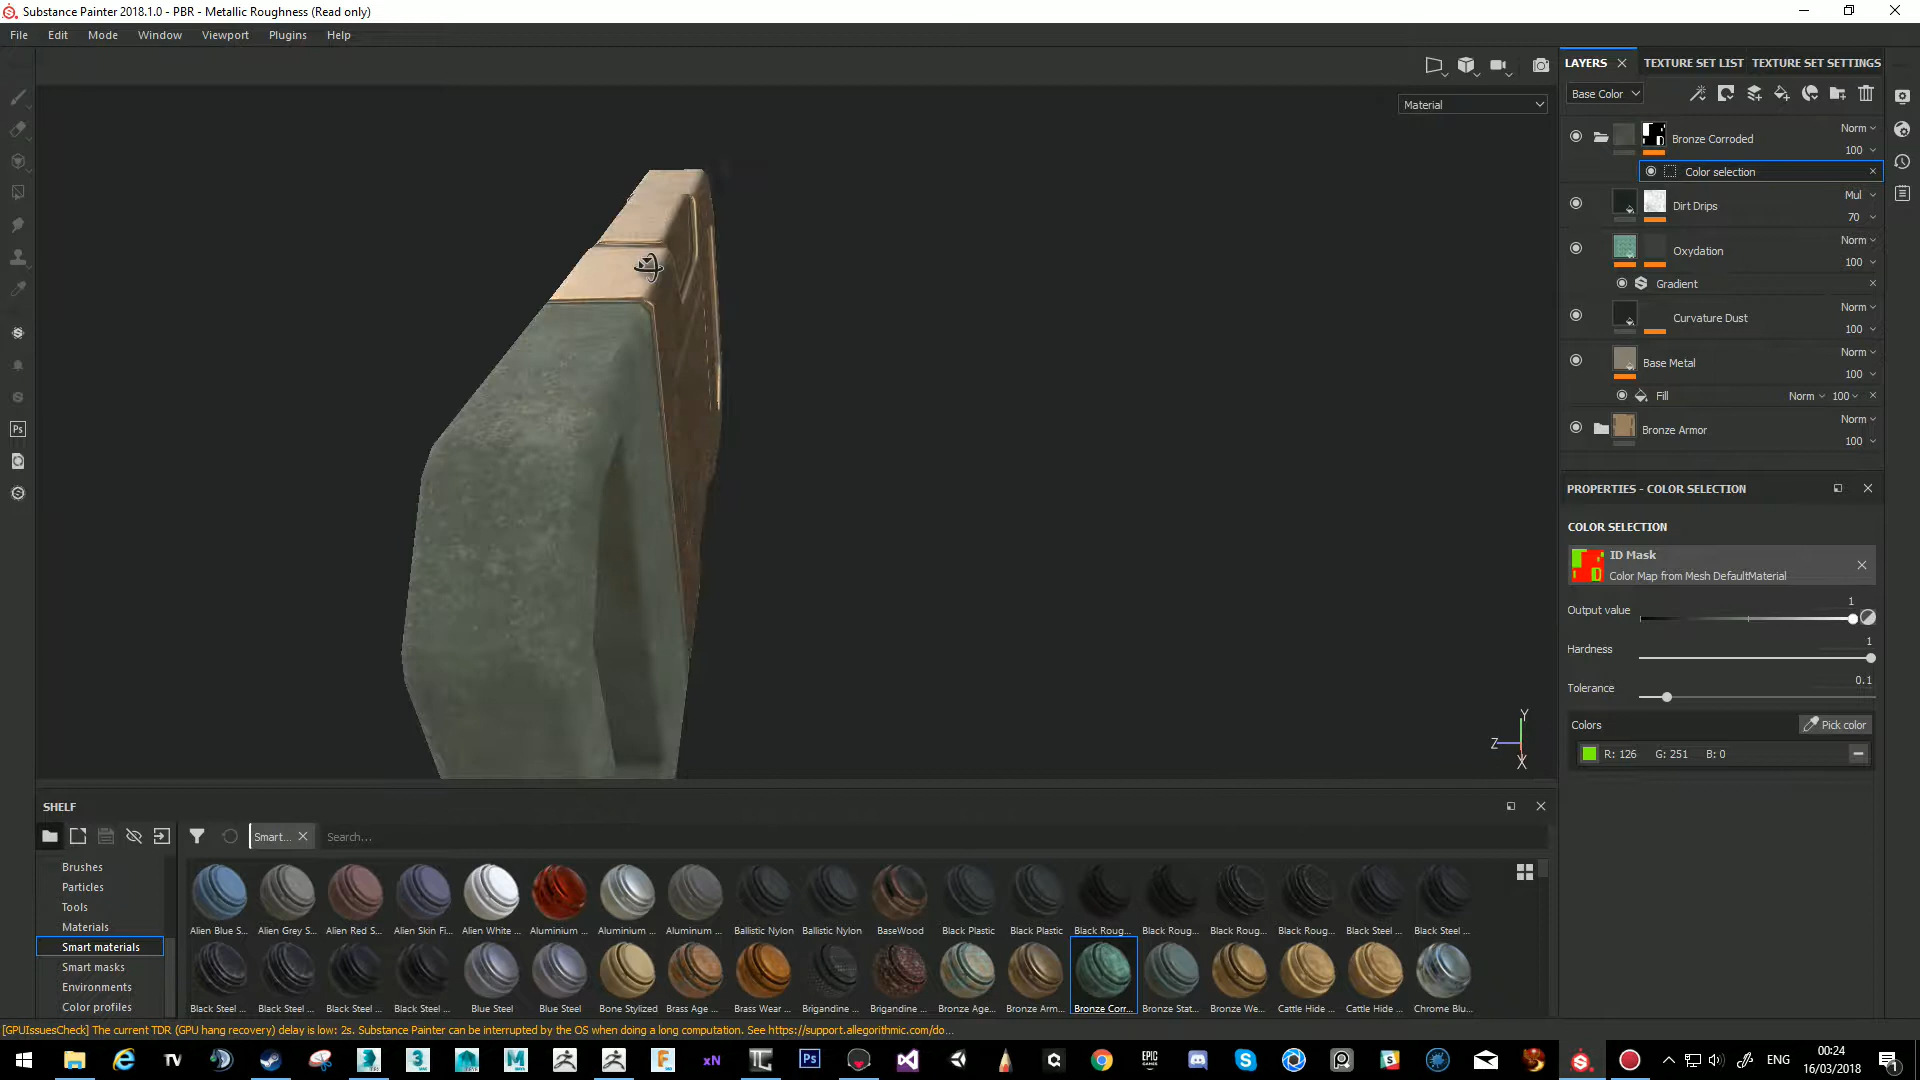 Substance Painter 2018.1.0 - PBR - Metallic Roughness (Read only)
File Edit Mode Window Viewport Plugins Help
Material
LAYERS TEXTURE SET LIST TEXTURE SET SETTINGS
Base Color
Bronze Corroded Norm 100
Color selection
Dirt Drips Mul 70
Oxydation Norm 100
Gradient
Curvature Dust Norm 100
Base Metal Norm 100
Fill Norm 100
Bronze Armor Norm 100
PROPERTIES - COLOR SELECTION
COLOR SELECTION
ID Mask
Color Map from Mesh DefaultMaterial
Output value 1
Hardness 1
Tolerance 0.1
Colors Pick color
R: 126 G: 251 B: 0
Y
Z
X
SHELF
Smart... Search...
Brushes
Particles
Tools
Materials
Smart materials
Smart masks
Environments
Color profiles
Alien Blue S... Alien Grey S... Alien Red S... Alien Skin Fi... Alien White ... Aluminium ... Aluminium ... Aluminum ... Ballistic Nylon Ballistic Nylon BaseWood Black Plastic Black Plastic Black Roug... Black Roug... Black Roug... Black Roug... Black Steel ... Black Steel ...
Black Steel ... Black Steel ... Black Steel ... Black Steel ... Blue Steel Blue Steel Bone Stylized Brass Age ... Brass Wear ... Brigandine ... Brigandine ... Bronze Age... Bronze Arm... Bronze Corr... Bronze Stat... Bronze We... Cattle Hide ... Cattle Hide ... Chrome Blu...
[GPUIssuesCheck] The current TDR (GPU hang recovery) delay is low: 2s. Substance Painter can be interrupted by the OS when doing a long computation. See https://support.allegorithmic.com/do...
ENG
00:24
16/03/2018